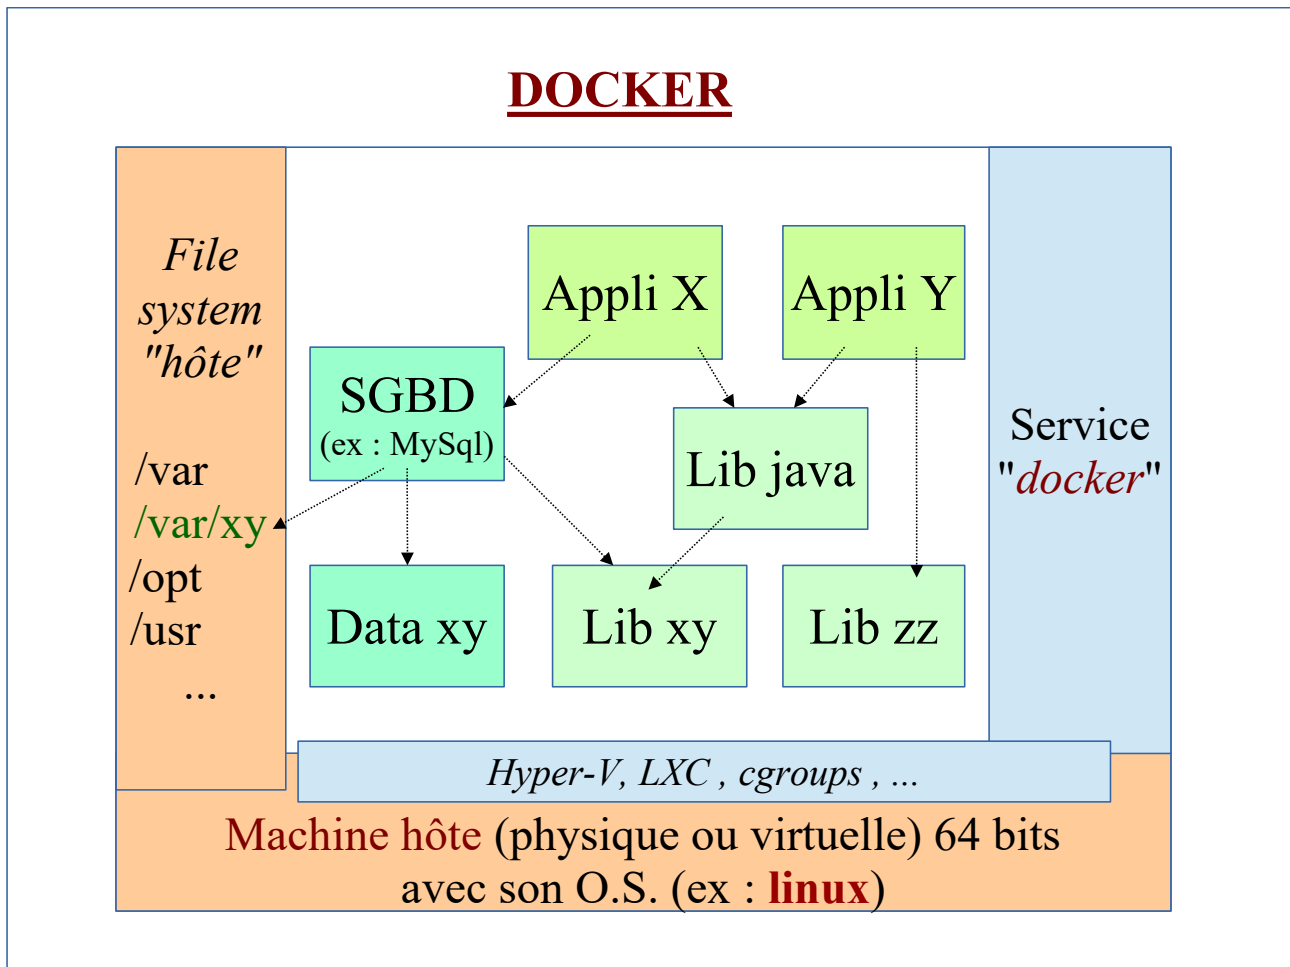 DOCKER
File
system
"hôte"
/var
/var/xy
/opt
/usr
...
Appli X
Appli Y
SGBD
(ex : MySql)
Lib java
Data xy
Lib xy
Lib zz
Service
"docker"
Hyper-V, LXC , cgroups , ...
Machine hôte (physique ou virtuelle) 64 bits
avec son O.S. (ex : linux)